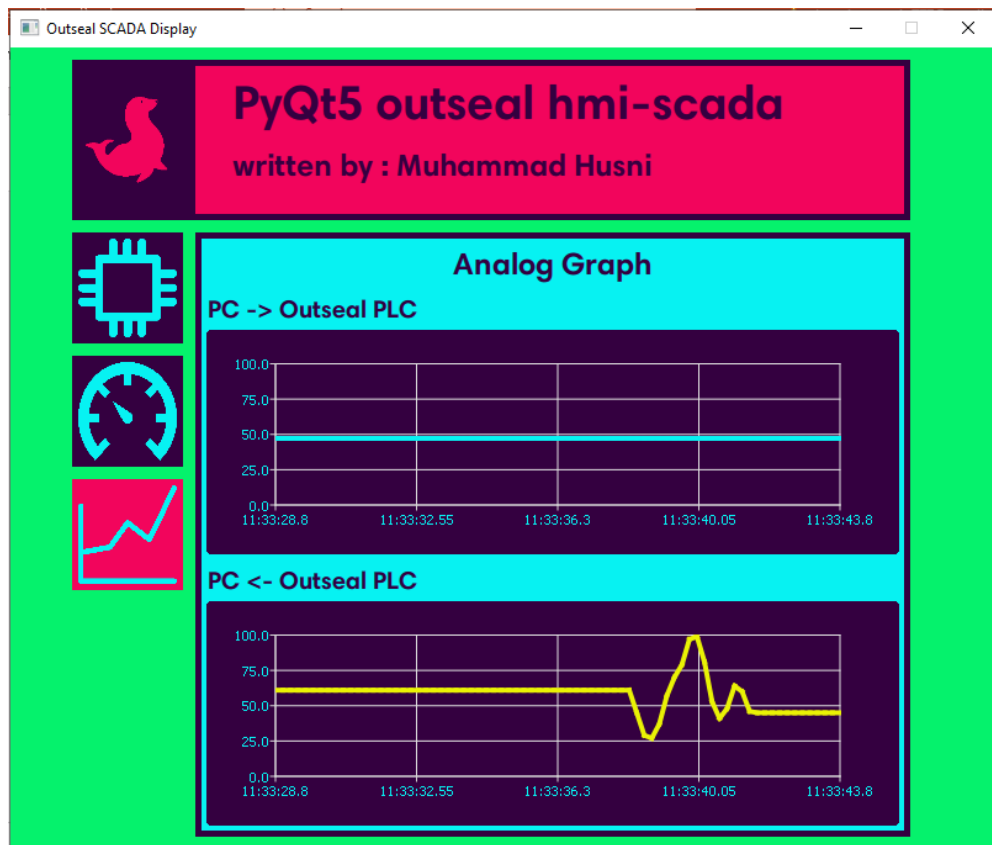 Outseal SCADA Display
PyQt5 outseal hmi-scada
written by : Muhammad Husni
Analog Graph
PC -> Outseal PLC
100.0
75.0
50.0
25.0
0.0
11:33:28.8 11:33:32.55 11:33:36.3 11:33:40.05 11:33:43.8
PC <- Outseal PLC
100.0
75.0
50.0
25.0
0.0
11:33:28.8 11:33:32.55 11:33:36.3 11:33:40.05 11:33:43.8